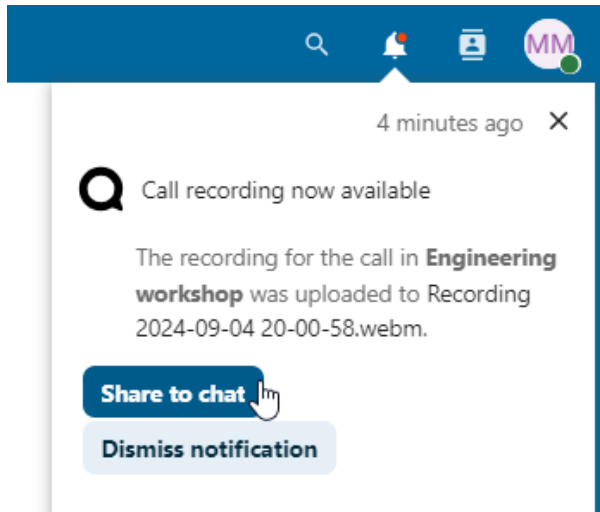 MM
4 minutes ago
Call recording now available
The recording for the call in Engineering
workshop was uploaded to Recording
2024-09-04 20-00-58.webm.
Share to chat
Dismiss notification